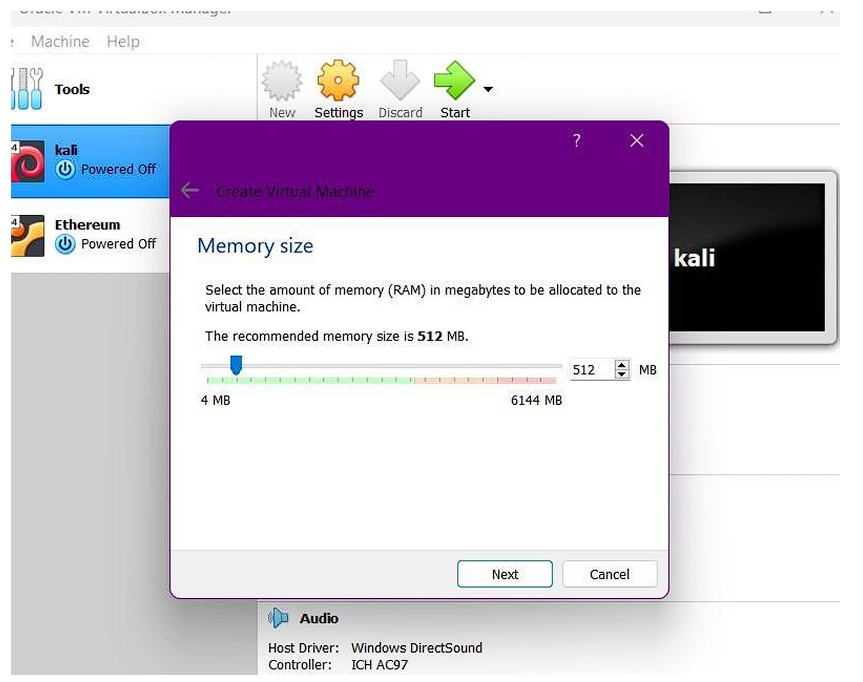 Oracle VM VirtualBox Manager
Machine Help
Tools
New Settings Discard Start
kali
Powered Off
Ethereum
Powered Off
?
Create Virtual Machine
Memory size
Select the amount of memory (RAM) in megabytes to be allocated to the
virtual machine.
The recommended memory size is 512 MB.
512 MB
4 MB 6144 MB
Next Cancel
kali
Audio
Host Driver: Windows DirectSound
Controller: ICH AC97